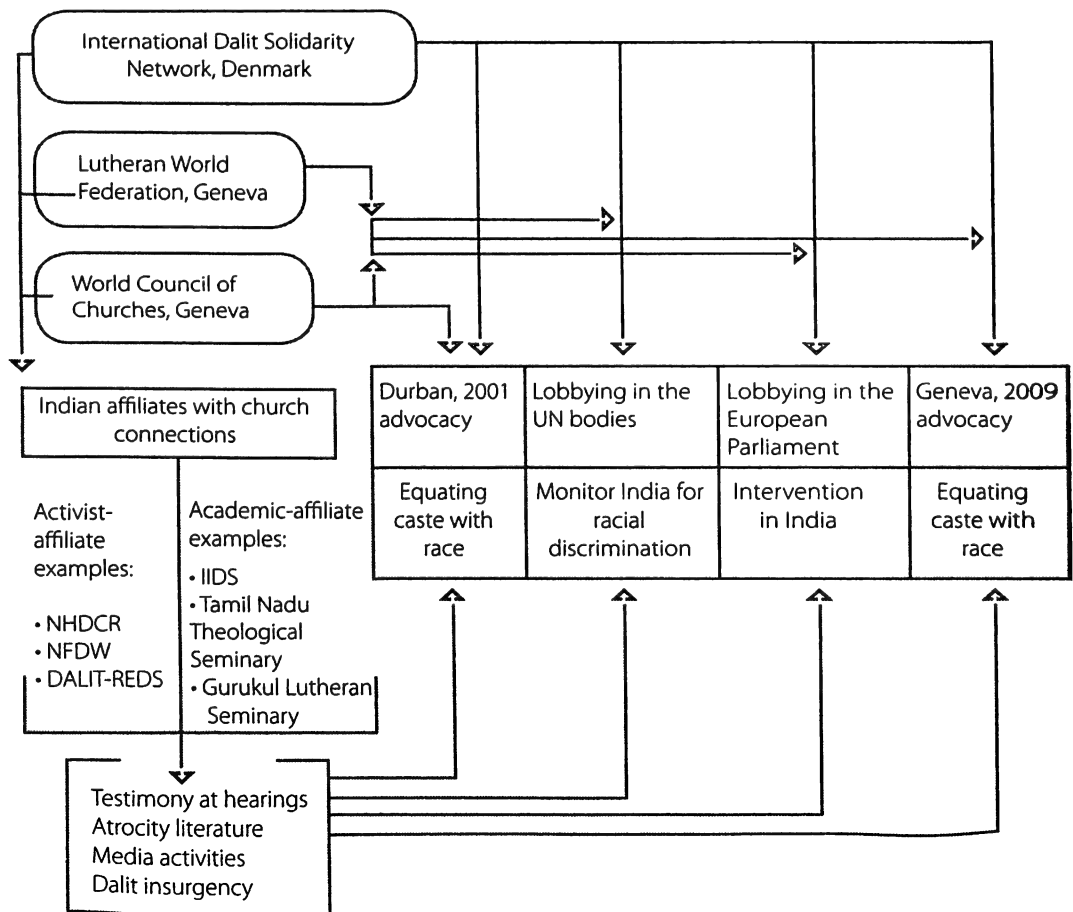 International Dalit Solidarity
Network, Denmark
Lutheran World
Federation, Geneva
World Council of
Churches, Geneva
Indian affiliates with church
connections
Durban, 2001
advocacy
Lobbying in the
UN bodies
Lobbying in the
European
Parliament
Geneva, 2009
advocacy
Equating
caste with
race
Monitor India for
racial
discrimination
Intervention
in India
Equating
caste with
race
Activist-
affiliate
examples:
• NHDCR
• NFDW
• DALIT-REDS
Academic-affiliate
examples:
• IIDS
• Tamil Nadu
Theological
Seminary
• Gurukul Lutheran
Seminary
Testimony at hearings
Atrocity literature
Media activities
Dalit insurgency